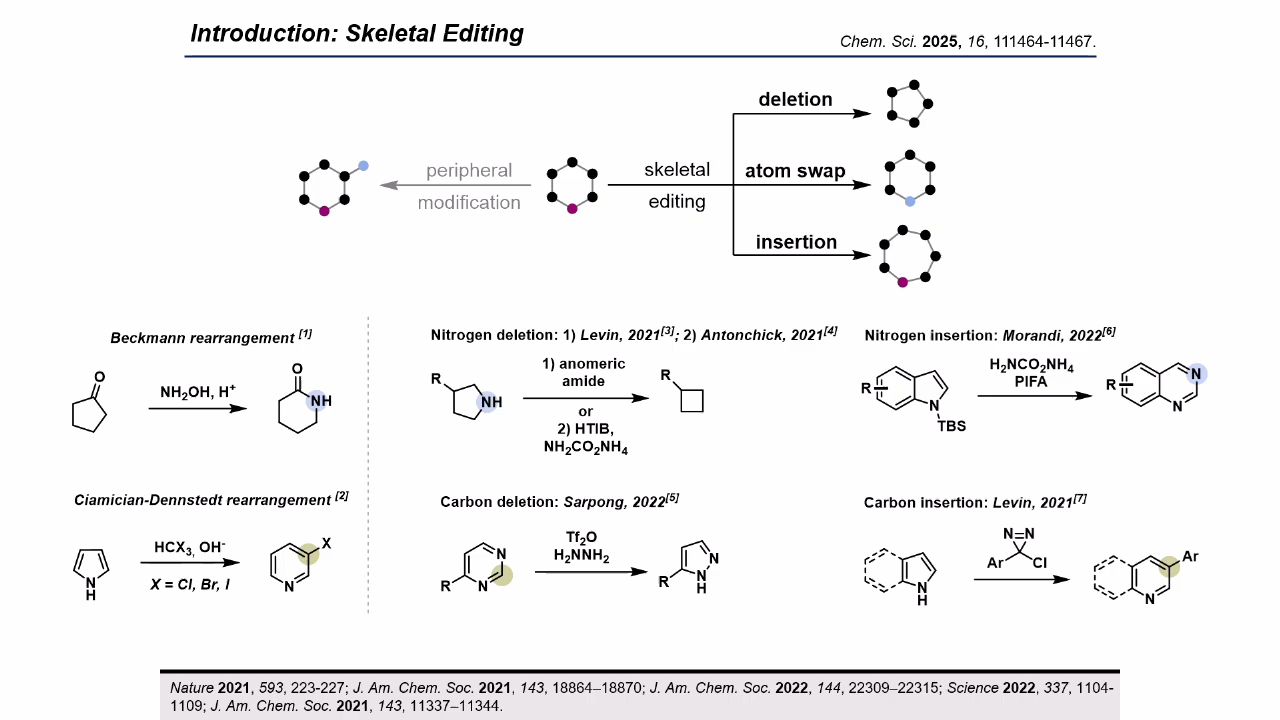 Introduction: Skeletal Editing
Chem. Sci. 2025, 16, 111464-11467.
deletion
peripheral
modification
skeletal
editing
atom swap
insertion
Beckmann rearrangement [1]
O
NH2OH, H+
O
NH
Nitrogen deletion: 1) Levin, 2021[3]; 2) Antonchick, 2021[4]
R
NH
1) anomeric
amide
or
2) HTIB,
NH2CO2NH4
R
Nitrogen insertion: Morandi, 2022[6]
R
N
TBS
H2NCO2NH4
PIFA
R
N
N
Ciamician-Dennstedt rearrangement [2]
N
H
HCX3, OH-
X = Cl, Br, I
X
N
Carbon deletion: Sarpong, 2022[5]
N
R
N
Tf2O
H2NNH2
N
R
N
H
Carbon insertion: Levin, 2021[7]
N
H
N=N
Ar
Cl
Ar
N
Nature 2021, 593, 223-227; J. Am. Chem. Soc. 2021, 143, 18864–18870; J. Am. Chem. Soc. 2022, 144, 22309–22315; Science 2022, 337, 1104-
1109; J. Am. Chem. Soc. 2021, 143, 11337–11344.